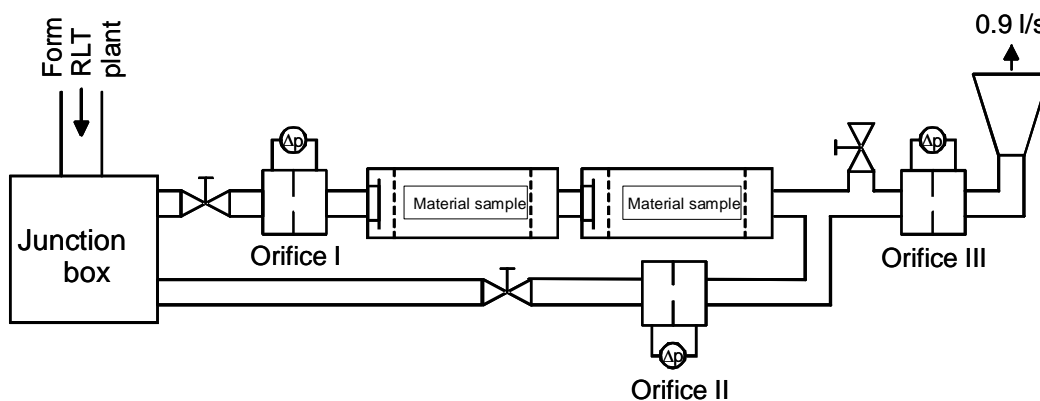 Form
RLT
plant
0.9 l/s
Δp
Δp
Material sample
Material sample
Junction
box
Orifice I
Orifice III
Δp
Orifice II